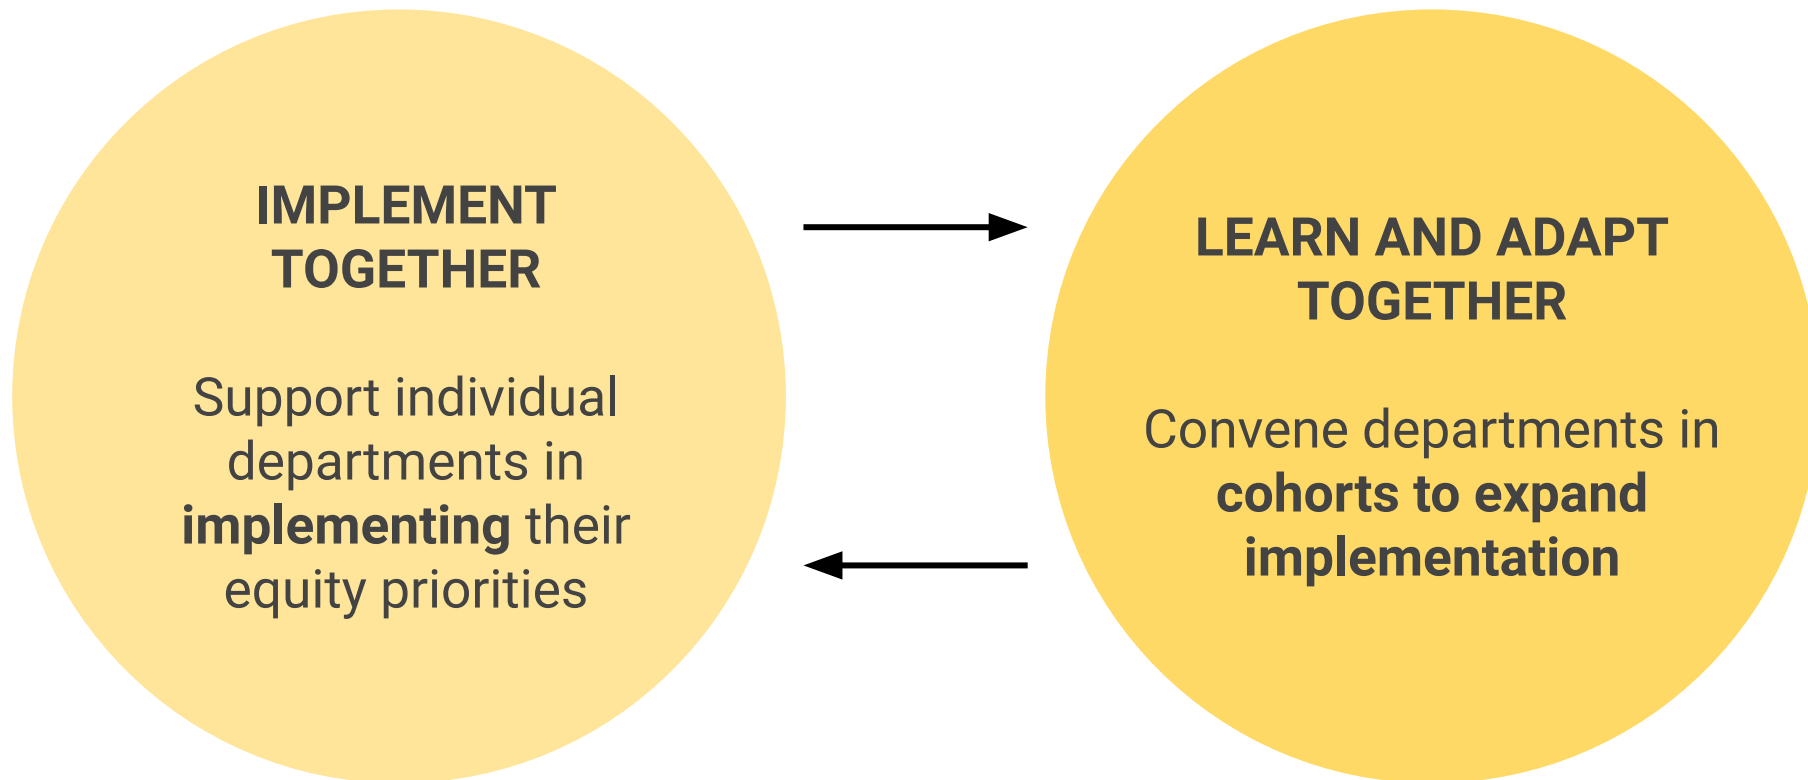 IMPLEMENT
TOGETHER
Support individual
departments in
implementing their
equity priorities
LEARN AND ADAPT
TOGETHER
Convene departments in
cohorts to expand
implementation